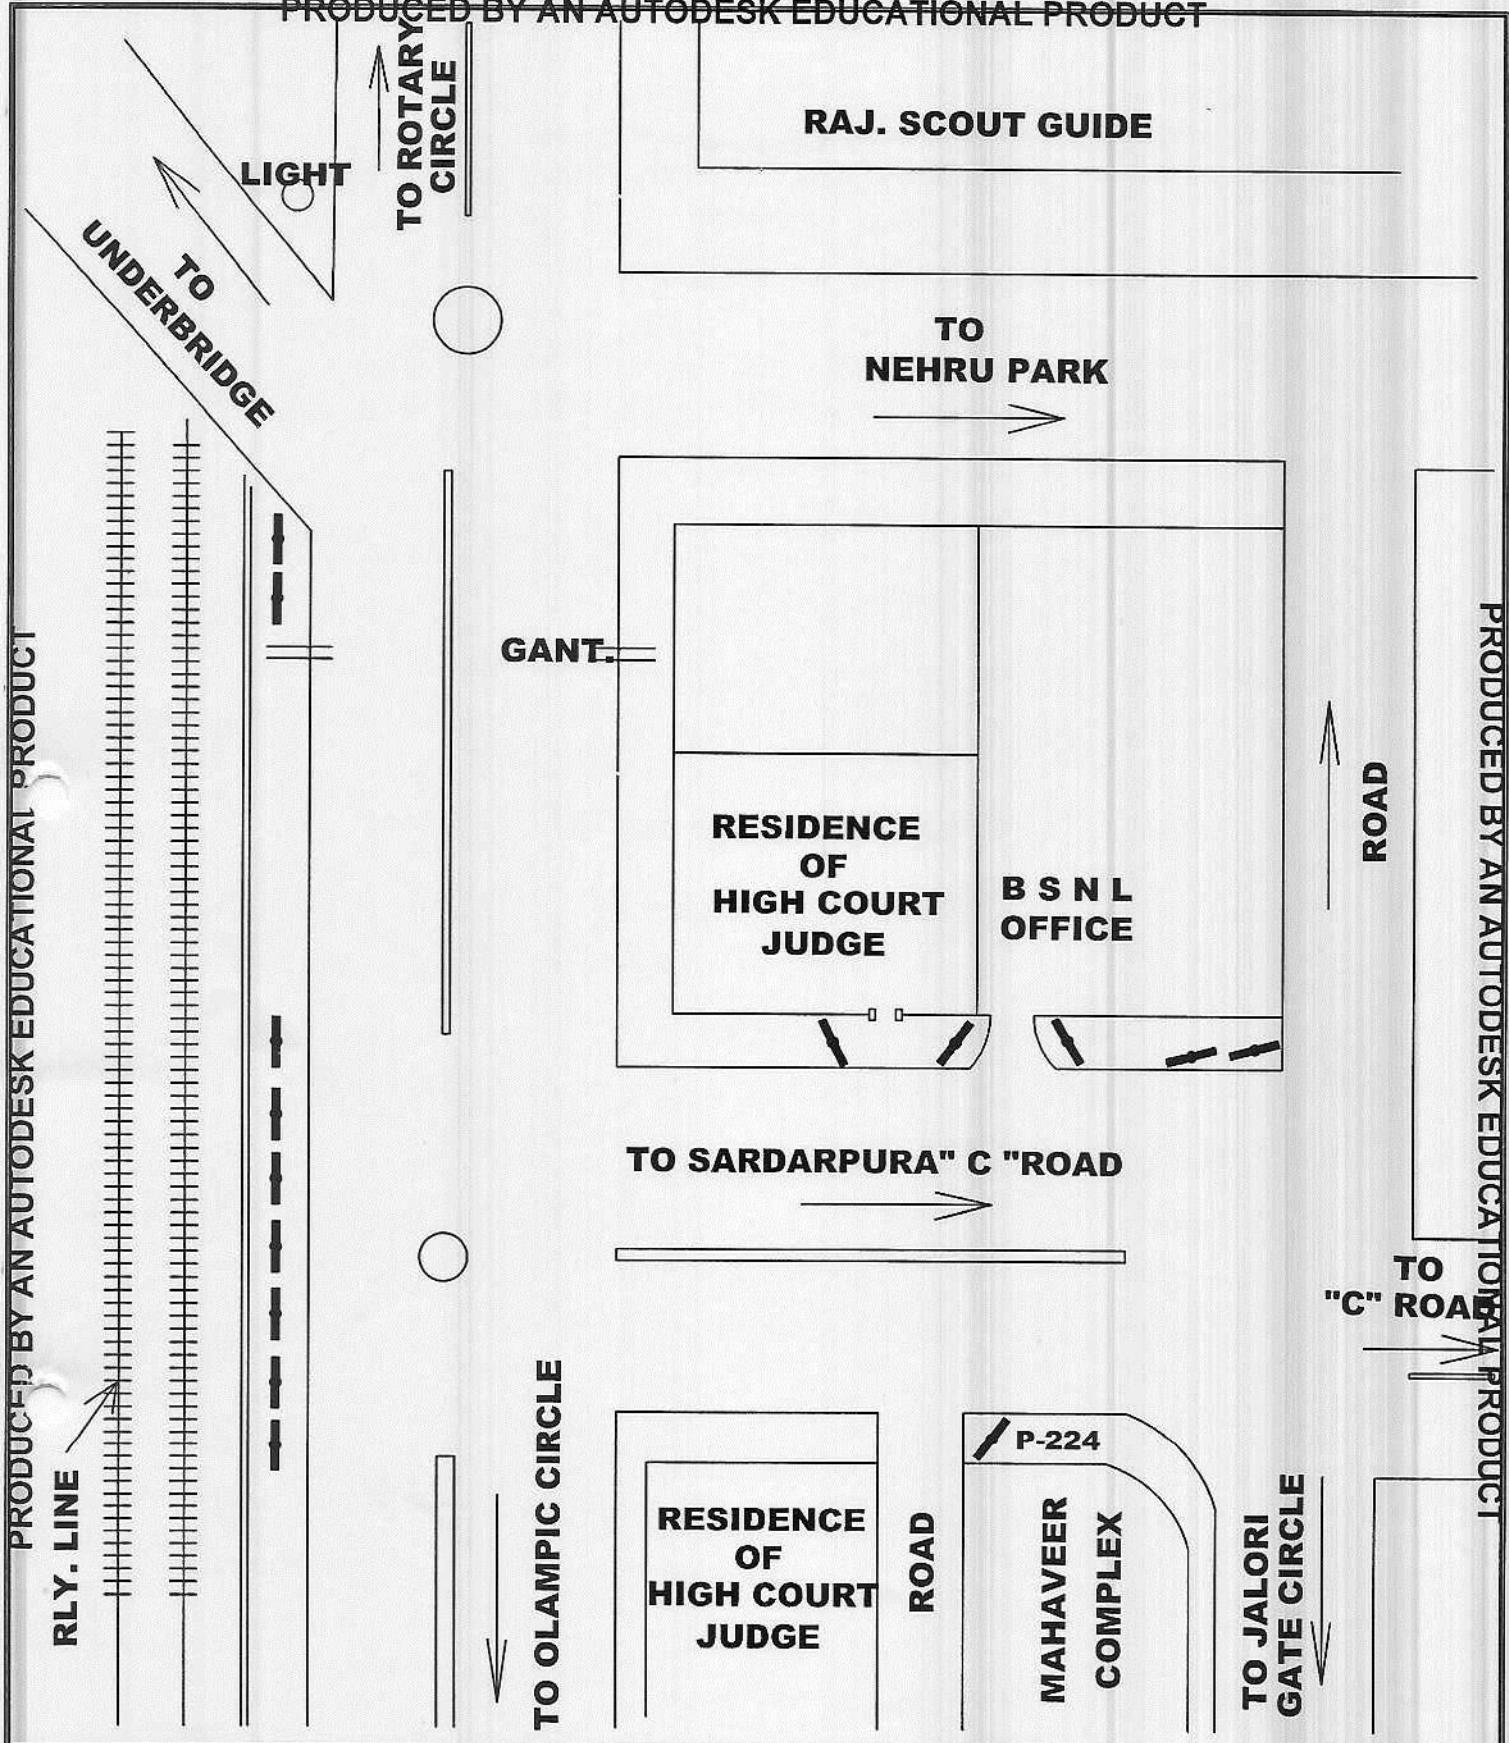 PRODUCED BY AN AUTODESK EDUCATIONAL PRODUCT
TO ROTARY
CIRCLE
RAJ. SCOUT GUIDE
LIGHT
TO
UNDERBRIDGE
TO
NEHRU PARK
GANT.
PRODUCED BY AN AUTODESK EDUCATIONAL PRODUCT
PRODUCED BY AN AUTODESK EDUCATIONAL PRODUCT
ROAD
RESIDENCE
OF
HIGH COURT
JUDGE
B S N L
OFFICE
TO SARDARPURA" C "ROAD
TO
"C" ROAD
TO OLAMPIC CIRCLE
P-224
RLY. LINE
RESIDENCE
OF
HIGH COURT
JUDGE
ROAD
MAHAVEER
COMPLEX
TO JALORI
GATE CIRCLE